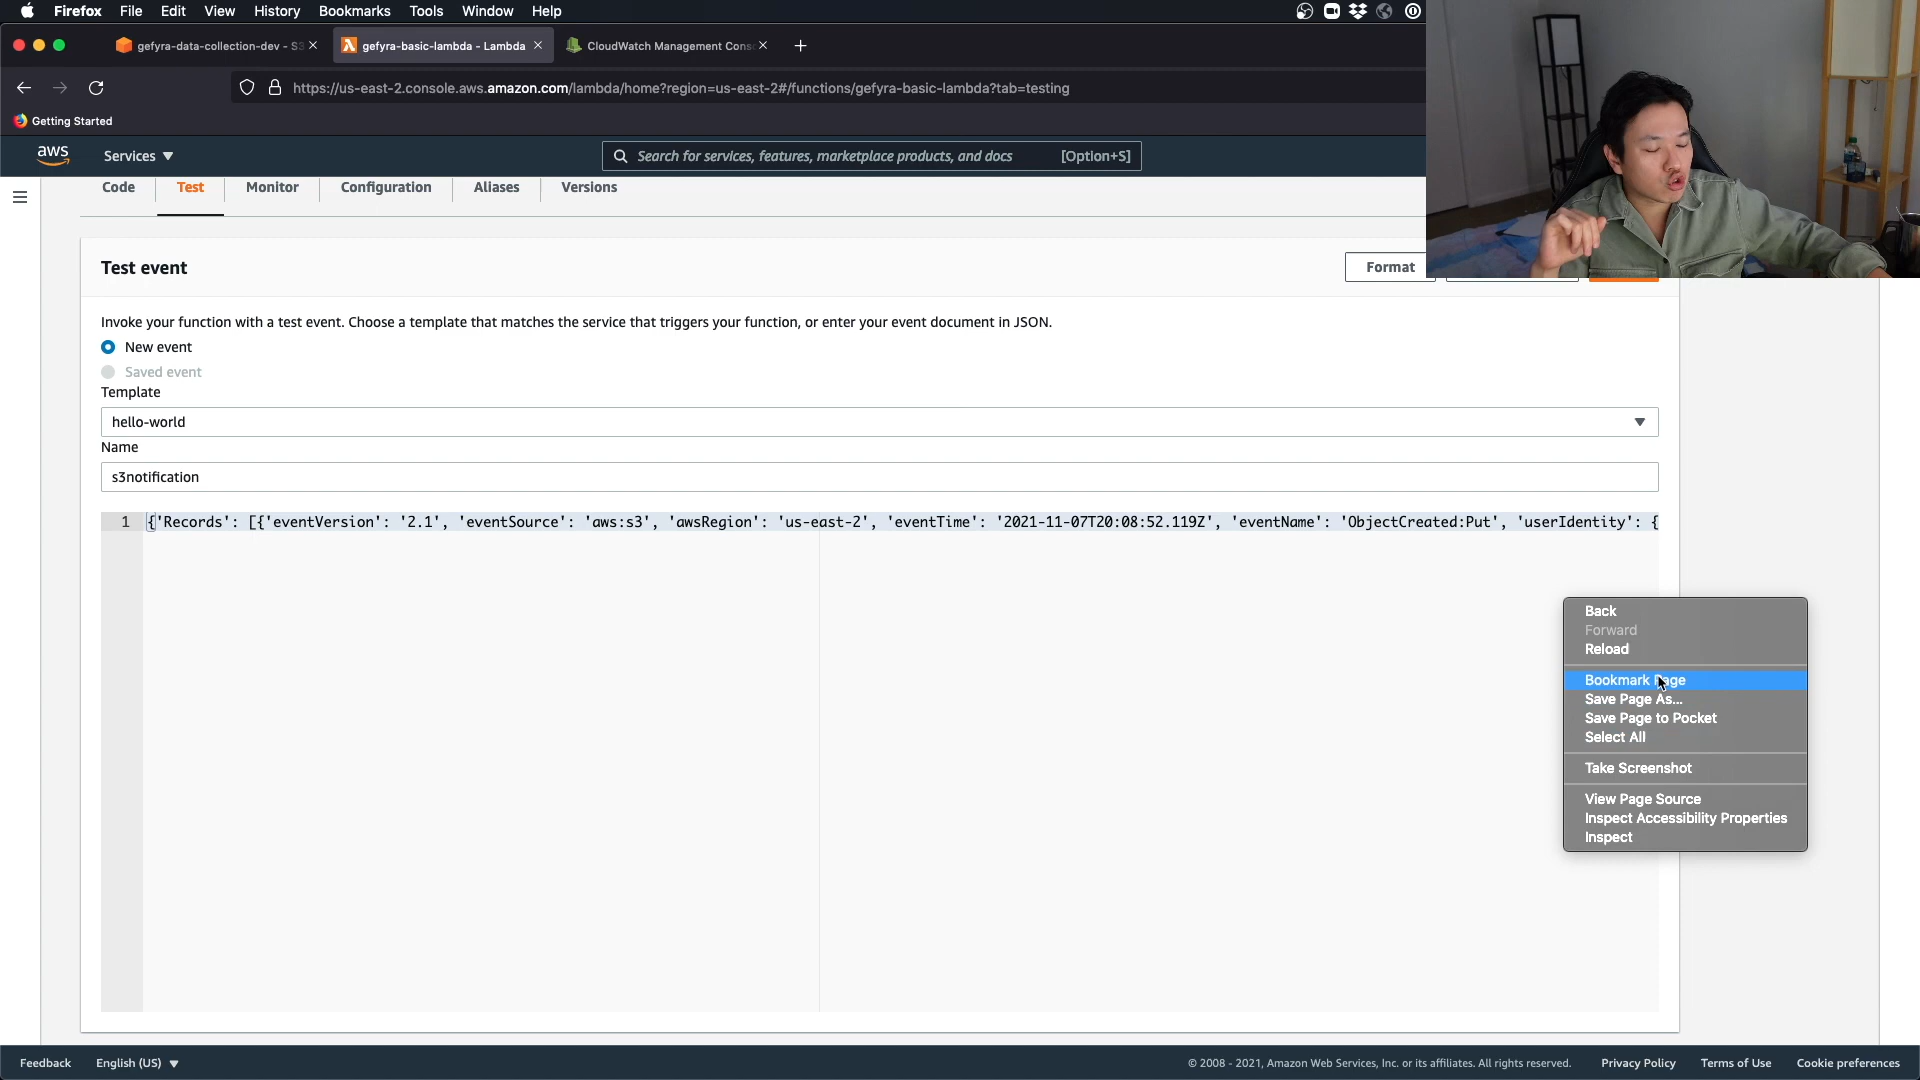 Firefox File Edit View History Bookmarks Tools Window Help
gefyra-data-collection-dev - S3
gefyra-basic-lambda - Lambda
CloudWatch Management Cons
https://us-east-2.console.aws.amazon.com/lambda/home?region=us-east-2#/functions/gefyra-basic-lambda?tab=testing
Getting Started
aws
Services
Search for services, features, marketplace products, and docs
[Option+S]
Code
Test
Monitor
Configuration
Aliases
Versions
Test event
Format
Invoke your function with a test event. Choose a template that matches the service that triggers your function, or enter your event document in JSON.
New event
Saved event
Template
hello-world
Name
s3notification
1
{'Records': [{'eventVersion': '2.1', 'eventSource': 'aws:s3', 'awsRegion': 'us-east-2', 'eventTime': '2021-11-07T20:08:52.119Z', 'eventName': 'ObjectCreated:Put', 'userIdentity': {
Back
Forward
Reload
Bookmark Page
Save Page As...
Save Page to Pocket
Select All
Take Screenshot
View Page Source
Inspect Accessibility Properties
Inspect
Feedback
English (US)
© 2008 - 2021, Amazon Web Services, Inc. or its affiliates. All rights reserved.
Privacy Policy
Terms of Use
Cookie preferences